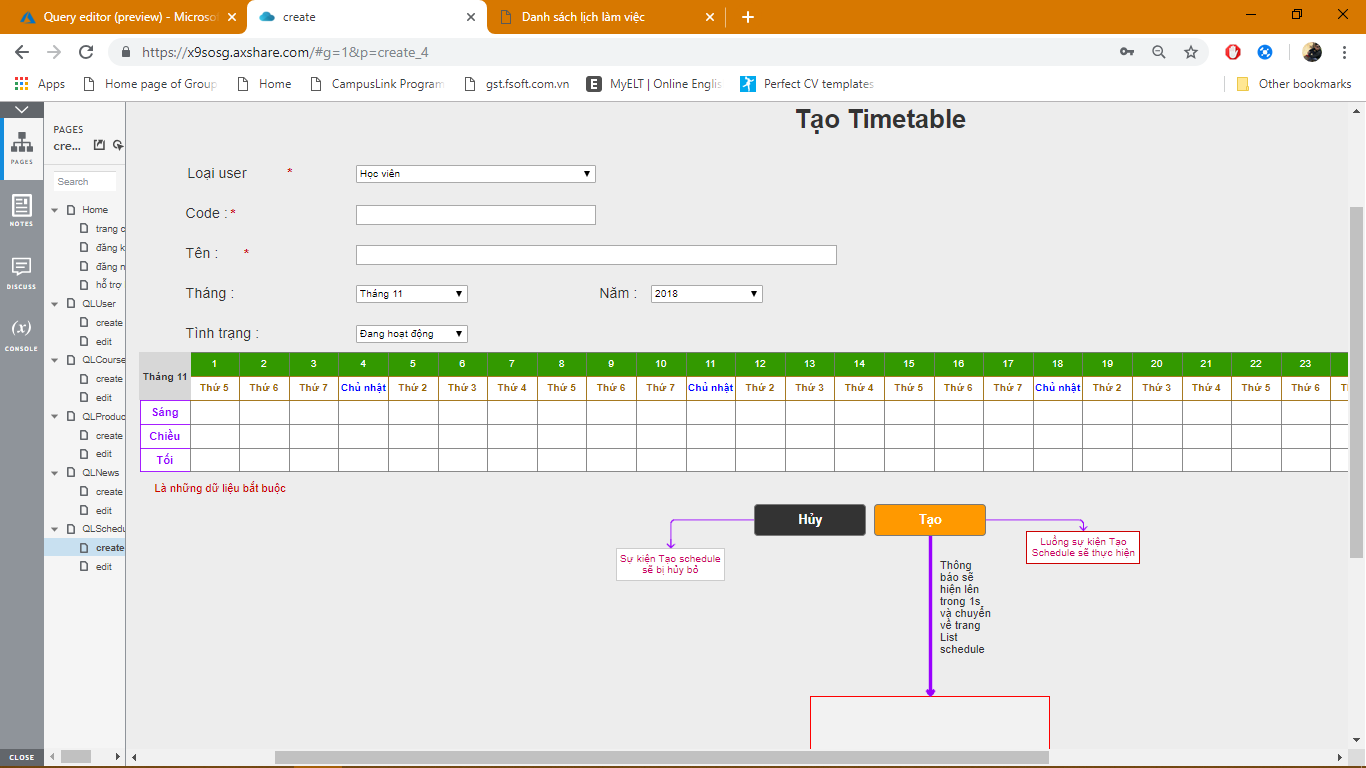 Query editor (preview) - Microso
create
Danh sách lịch làm việc
https://x9sosg.axshare.com/#g=1&p=create_4
Apps
Home page of Group
Home
CampusLink Program
gst.fsoft.com.vn
MyELT | Online Englis
Perfect CV templates
Other bookmarks
PAGES
NOTES
DISCUSS
(x)
CONSOLE
CLOSE
PAGES
cre...
Search
Home
trang c
đăng k
đăng n
hỗ trợ
QLUser
create
edit
QLCourse
create
edit
QLProduc
create
edit
QLNews
create
edit
QLSchedu
create
edit
Tạo Timetable
Loại user * Học viên
Code : *
Tên : *
Tháng : Tháng 11 Năm : 2018
Tình trạng : Đang hoạt động
Tháng 11
1 2 3 4 5 6 7 8 9 10 11 12 13 14 15 16 17 18 19 20 21 22 23
Thứ 5 Thứ 6 Thứ 7 Chủ nhật Thứ 2 Thứ 3 Thứ 4 Thứ 5 Thứ 6 Thứ 7 Chủ nhật Thứ 2 Thứ 3 Thứ 4 Thứ 5 Thứ 6 Thứ 7 Chủ nhật Thứ 2 Thứ 3 Thứ 4 Thứ 5 Thứ 6
Sáng
Chiều
Tối
Là những dữ liệu bắt buộc
Hủy
Tạo
Sự kiện Tạo schedule
sẽ bị hủy bỏ
Luồng sự kiện Tạo
Schedule sẽ thực hiện
Thông
báo sẽ
hiện lên
trong 1s
và chuyển
về trang
List
schedule